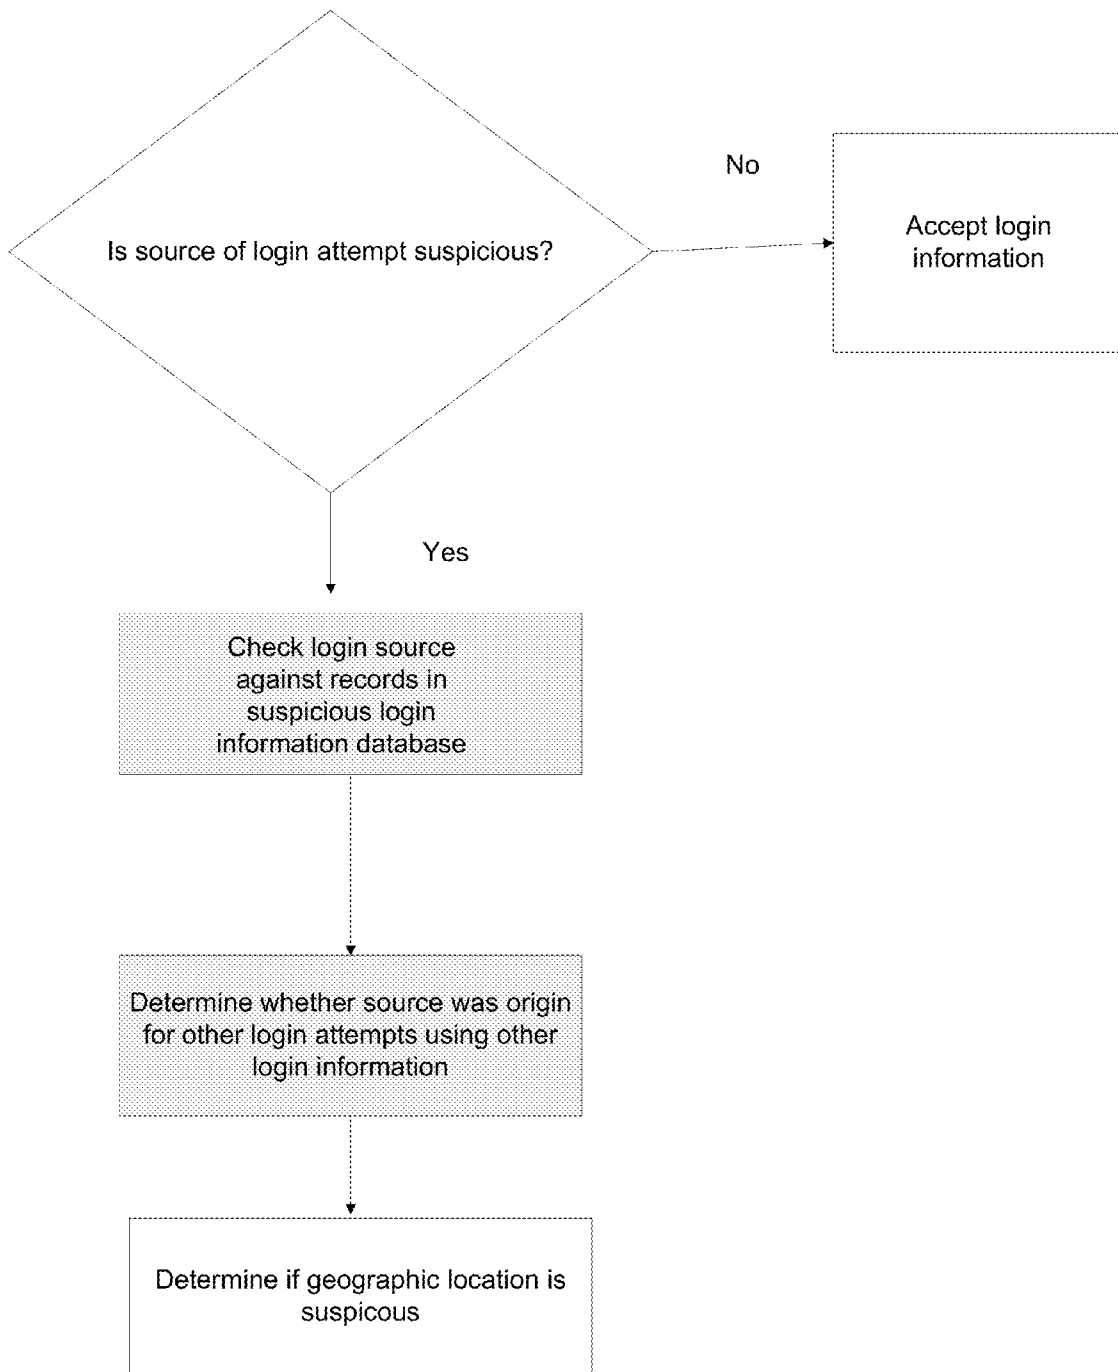 No
Is source of login attempt suspicious?
Accept login
information
Yes
Check login source
against records in
suspicious login
information database
Determine whether source was origin
for other login attempts using other
login information
Determine if geographic location is
suspicous